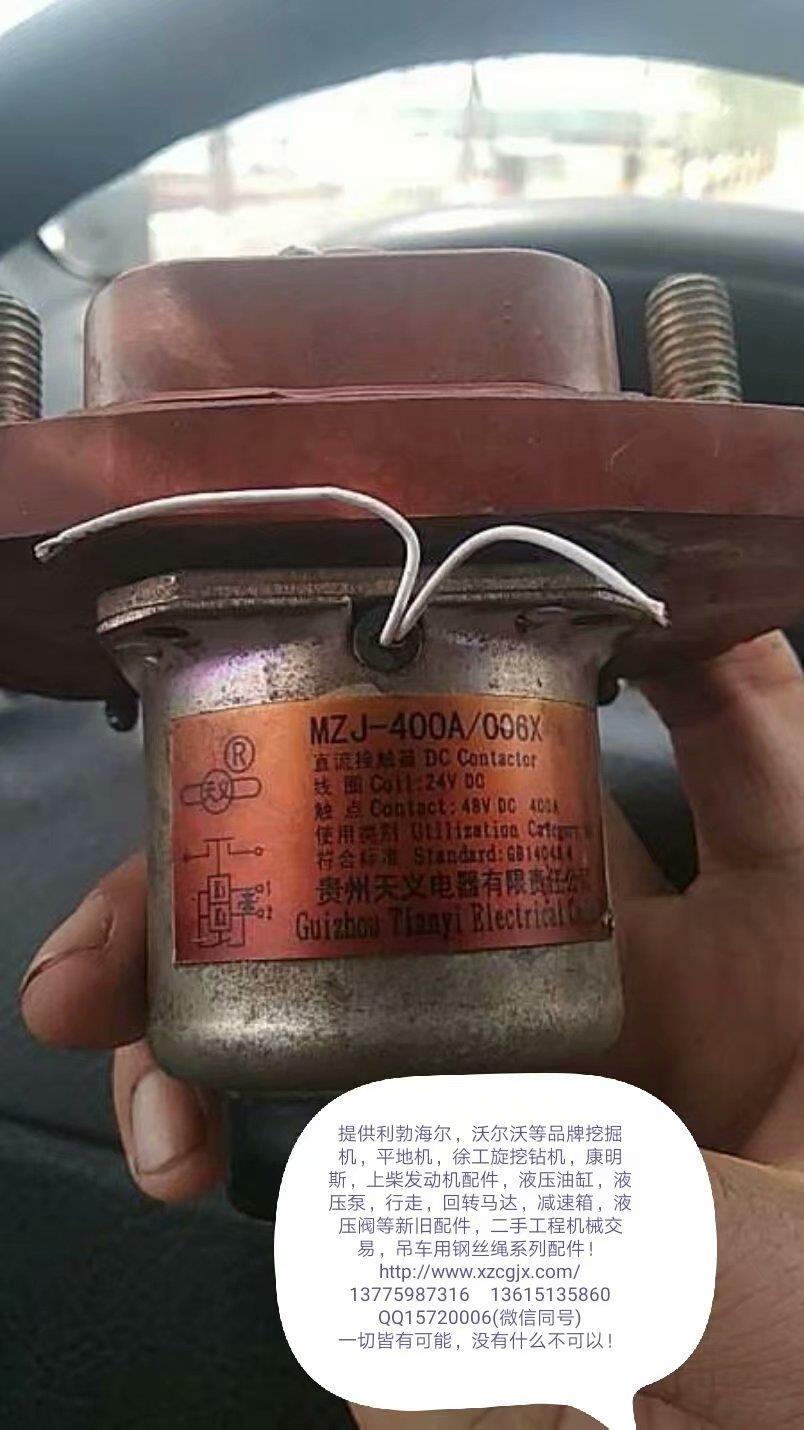 MZJ-400A/006X
直流接触器 DC Contactor
®
天义
线 圈 Coil:24V DC
触 点 Contact:48V DC 400A
使用类别 Utilization Category
符合标准 Standard:GB14048.4
a1
a2
贵州天义电器有限责任公司
Guizhou Tianyi Electrical Co.
提供利勃海尔，沃尔沃等品牌挖掘
机，平地机，徐工旋挖钻机，康明
斯，上柴发动机配件，液压油缸，液
压泵，行走，回转马达，减速箱，液
压阀等新旧配件，二手工程机械交
易，吊车用钢丝绳系列配件！
http://www.xzcgjx.com/
13775987316 13615135860
QQ15720006(微信同号)
一切皆有可能，没有什么不可以！